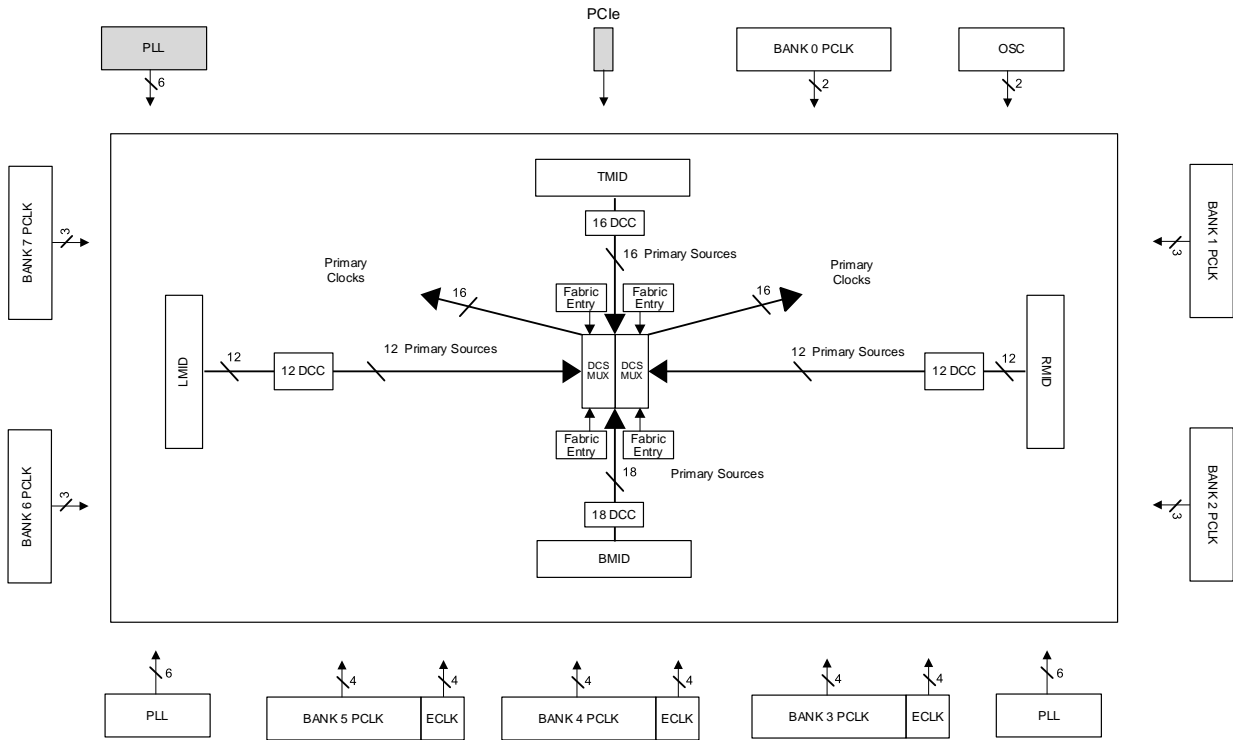 PCIe
PLL
BANK 0 PCLK
OSC
6
2
2
BANK 7 PCLK
3
BANK 1 PCLK
3
TMID
16 DCC
16 Primary Sources
Primary
Clocks
16
Primary
Clocks
16
Fabric
Entry
Fabric
Entry
LMID
12
12 DCC
12 Primary Sources
DCS
MUX
DCS
MUX
12 Primary Sources
12 DCC
12
RMID
Fabric
Entry
Fabric
Entry
18
Primary Sources
18 DCC
BMID
BANK 6 PCLK
3
BANK 2 PCLK
3
6
4
4
4
4
4
4
6
PLL
BANK 5 PCLK
ECLK
BANK 4 PCLK
ECLK
BANK 3 PCLK
ECLK
PLL